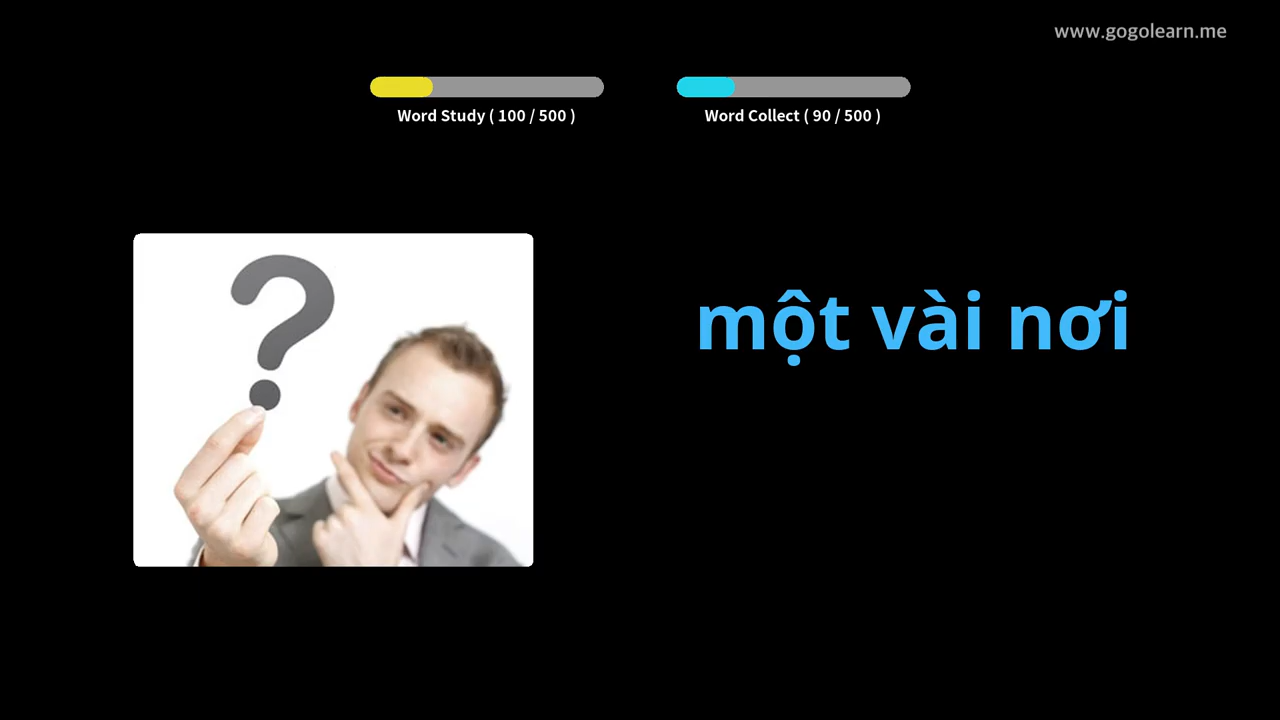 www.gogolearn.me
Word Study ( 100 / 500 )
Word Collect ( 90 / 500 )
?
một vài nơi